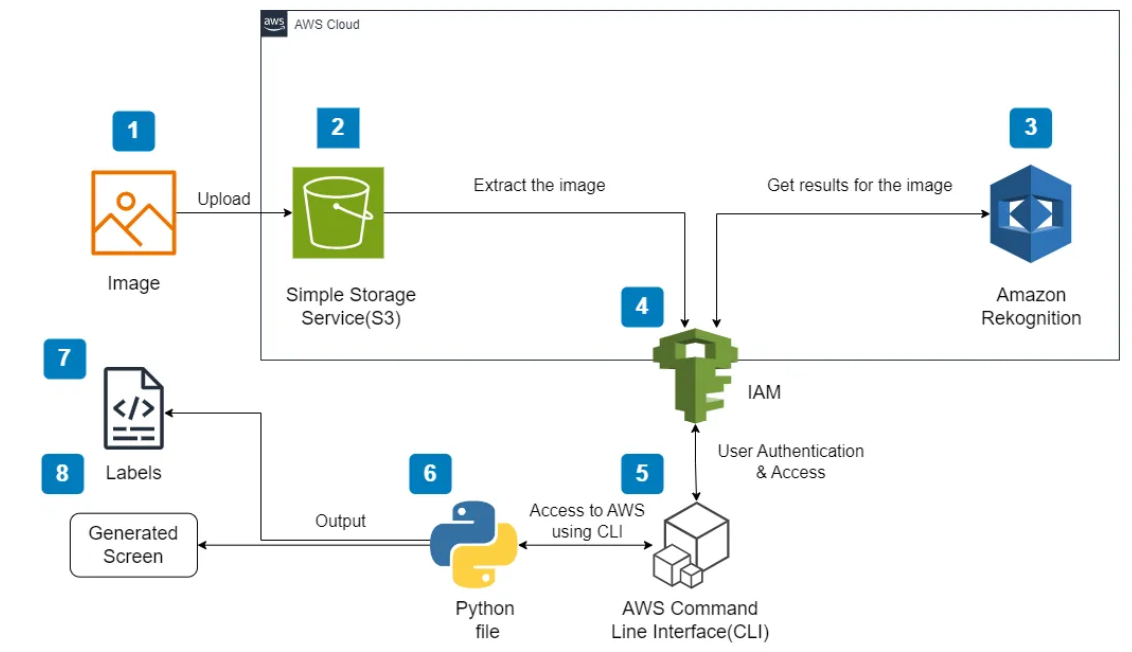 aws
AWS Cloud
1
2
3
Upload
Extract the image
Get results for the image
Image
Simple Storage
Service(S3)
Amazon
Rekognition
4
IAM
7
</>
Labels
User Authentication
& Access
8
6
5
Generated
Screen
Output
Access to AWS
using CLI
Python
file
AWS Command
Line Interface(CLI)